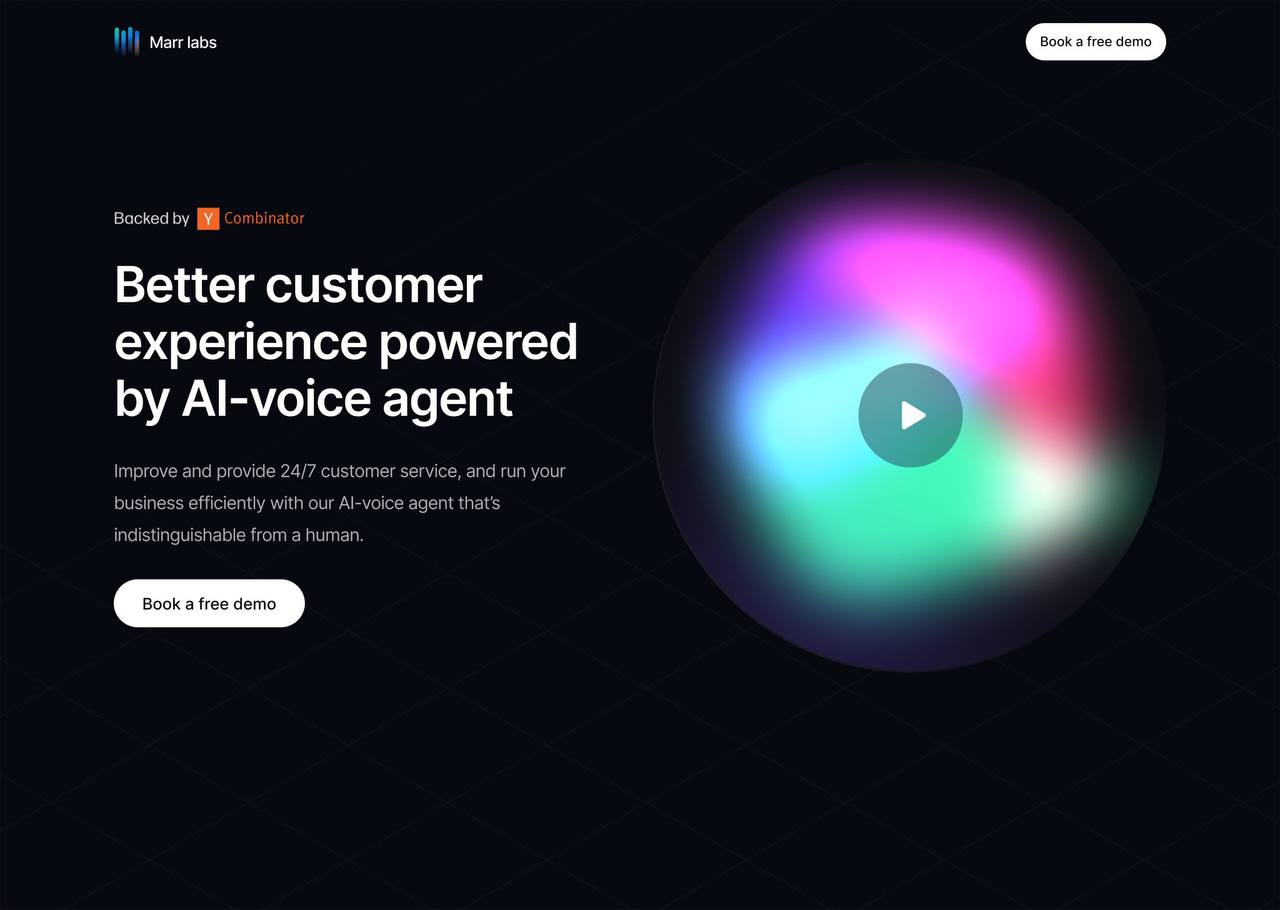 Marr labs
Book a free demo
Backed by Y Combinator
Better customer
experience powered
by AI-voice agent
Improve and provide 24/7 customer service, and run your
business efficiently with our AI-voice agent that’s
indistinguishable from a human.
Book a free demo